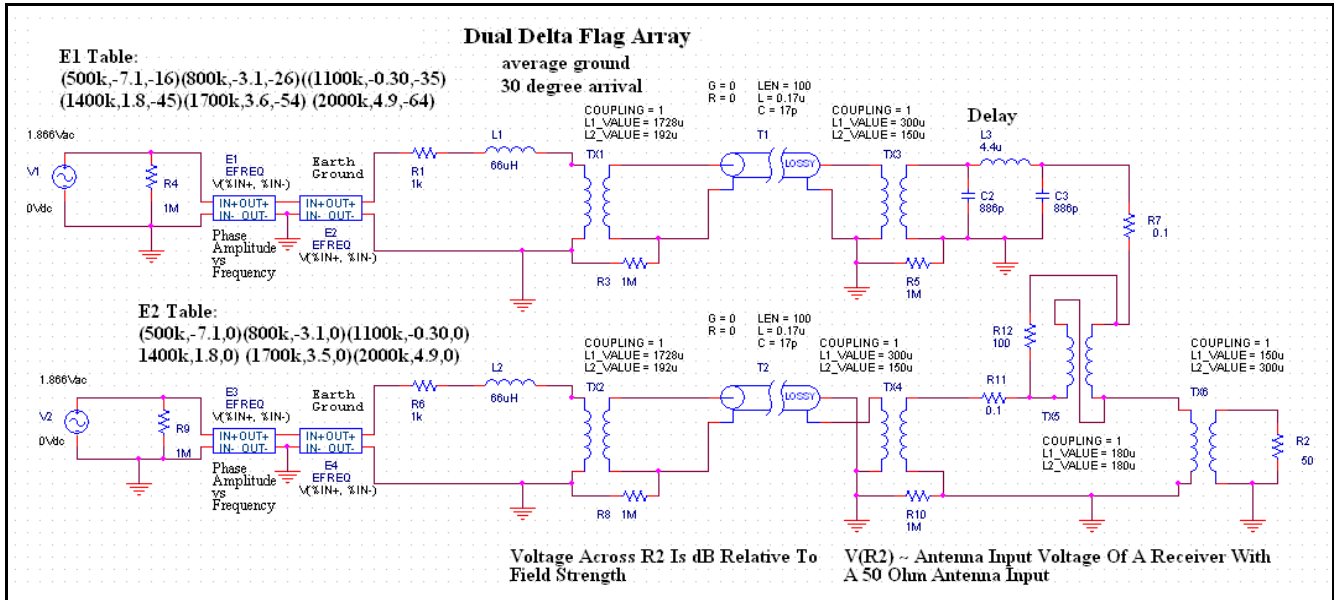 Dual Delta Flag Array
average ground
30 degree arrival
E1 Table:
(500k,-7.1,-16)(800k,-3.1,-26)((1100k,-0.30,-35)
(1400k,1.8,-45)(1700k,3.6,-54) (2000k,4.9,-64)
1.866Vac
V1
0Vdc
R4
1M
E1
EFREQ
V(%IN+, %IN-)
IN+OUT+
IN- OUT-
Phase
Amplitude
vs
Frequency
Earth
Ground
IN+OUT+
IN- OUT-
E2
EFREQ
V(%IN+, %IN-)
R1
1k
L1
66uH
COUPLING = 1
L1_VALUE = 1728u
L2_VALUE = 192u
TX1
R3 1M
G = 0 LEN = 100
R = 0 L = 0.17u
C = 17p
T1
LOSSY
COUPLING = 1
L1_VALUE = 300u
L2_VALUE = 150u
TX3
R5
1M
Delay
L3
4.4u
C2
886p
C3
886p
R7
0.1
E2 Table:
(500k,-7.1,0)(800k,-3.1,0)(1100k,-0.30,0)
1400k,1.8,0) (1700k,3.5,0)(2000k,4.9,0)
1.866Vac
V2
0Vdc
R9
1M
E3
EFREQ
V(%IN+, %IN-)
IN+OUT+
IN- OUT-
Phase
Amplitude
vs
Frequency
Earth
Ground
IN+OUT+
IN- OUT-
E4
EFREQ
V(%IN+, %IN-)
R6
1k
L2
66uH
COUPLING = 1
L1_VALUE = 1728u
L2_VALUE = 192u
TX2
R8 1M
G = 0 LEN = 100
R = 0 L = 0.17u
C = 17p
T2
LOSSY
COUPLING = 1
L1_VALUE = 300u
L2_VALUE = 150u
TX4
R10
1M
R12
100
R11
0.1
TX5
COUPLING = 1
L1_VALUE = 180u
L2_VALUE = 180u
COUPLING = 1
L1_VALUE = 150u
L2_VALUE = 300u
TX6
R2
50
Voltage Across R2 Is dB Relative To
Field Strength
V(R2) ~ Antenna Input Voltage Of A Receiver With
A 50 Ohm Antenna Input